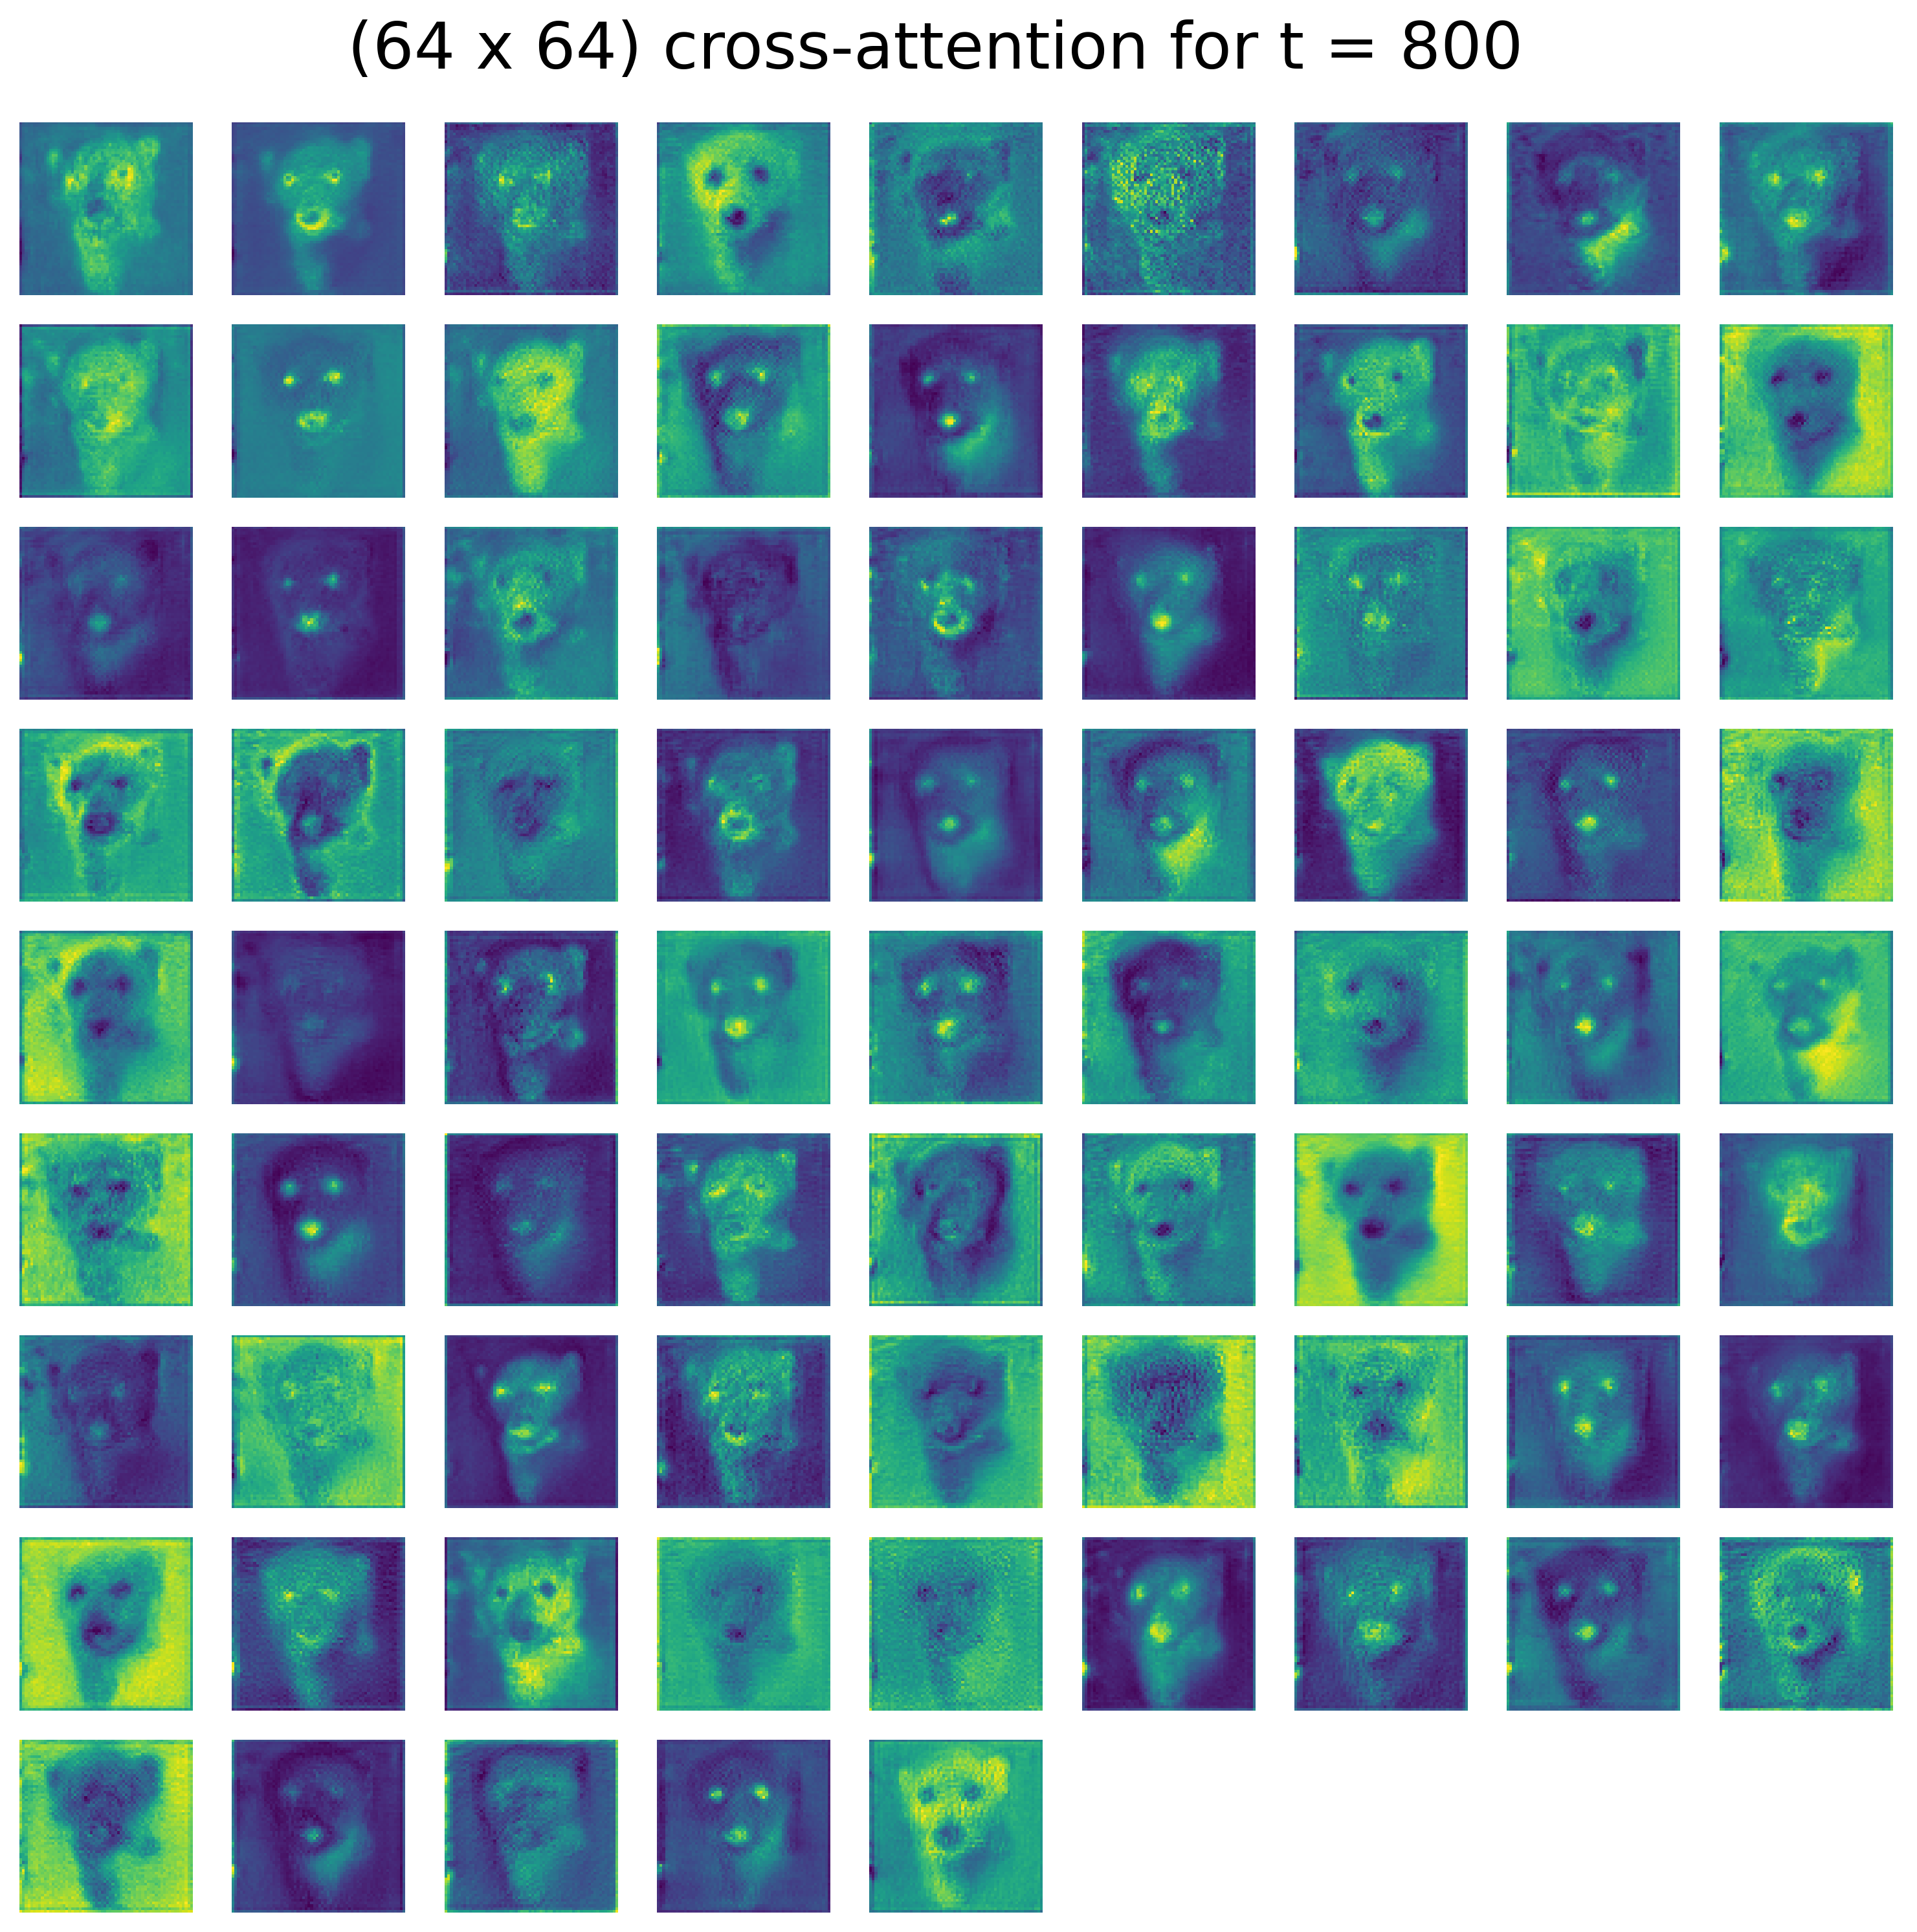 (64 x 64) cross-attention for t = 800